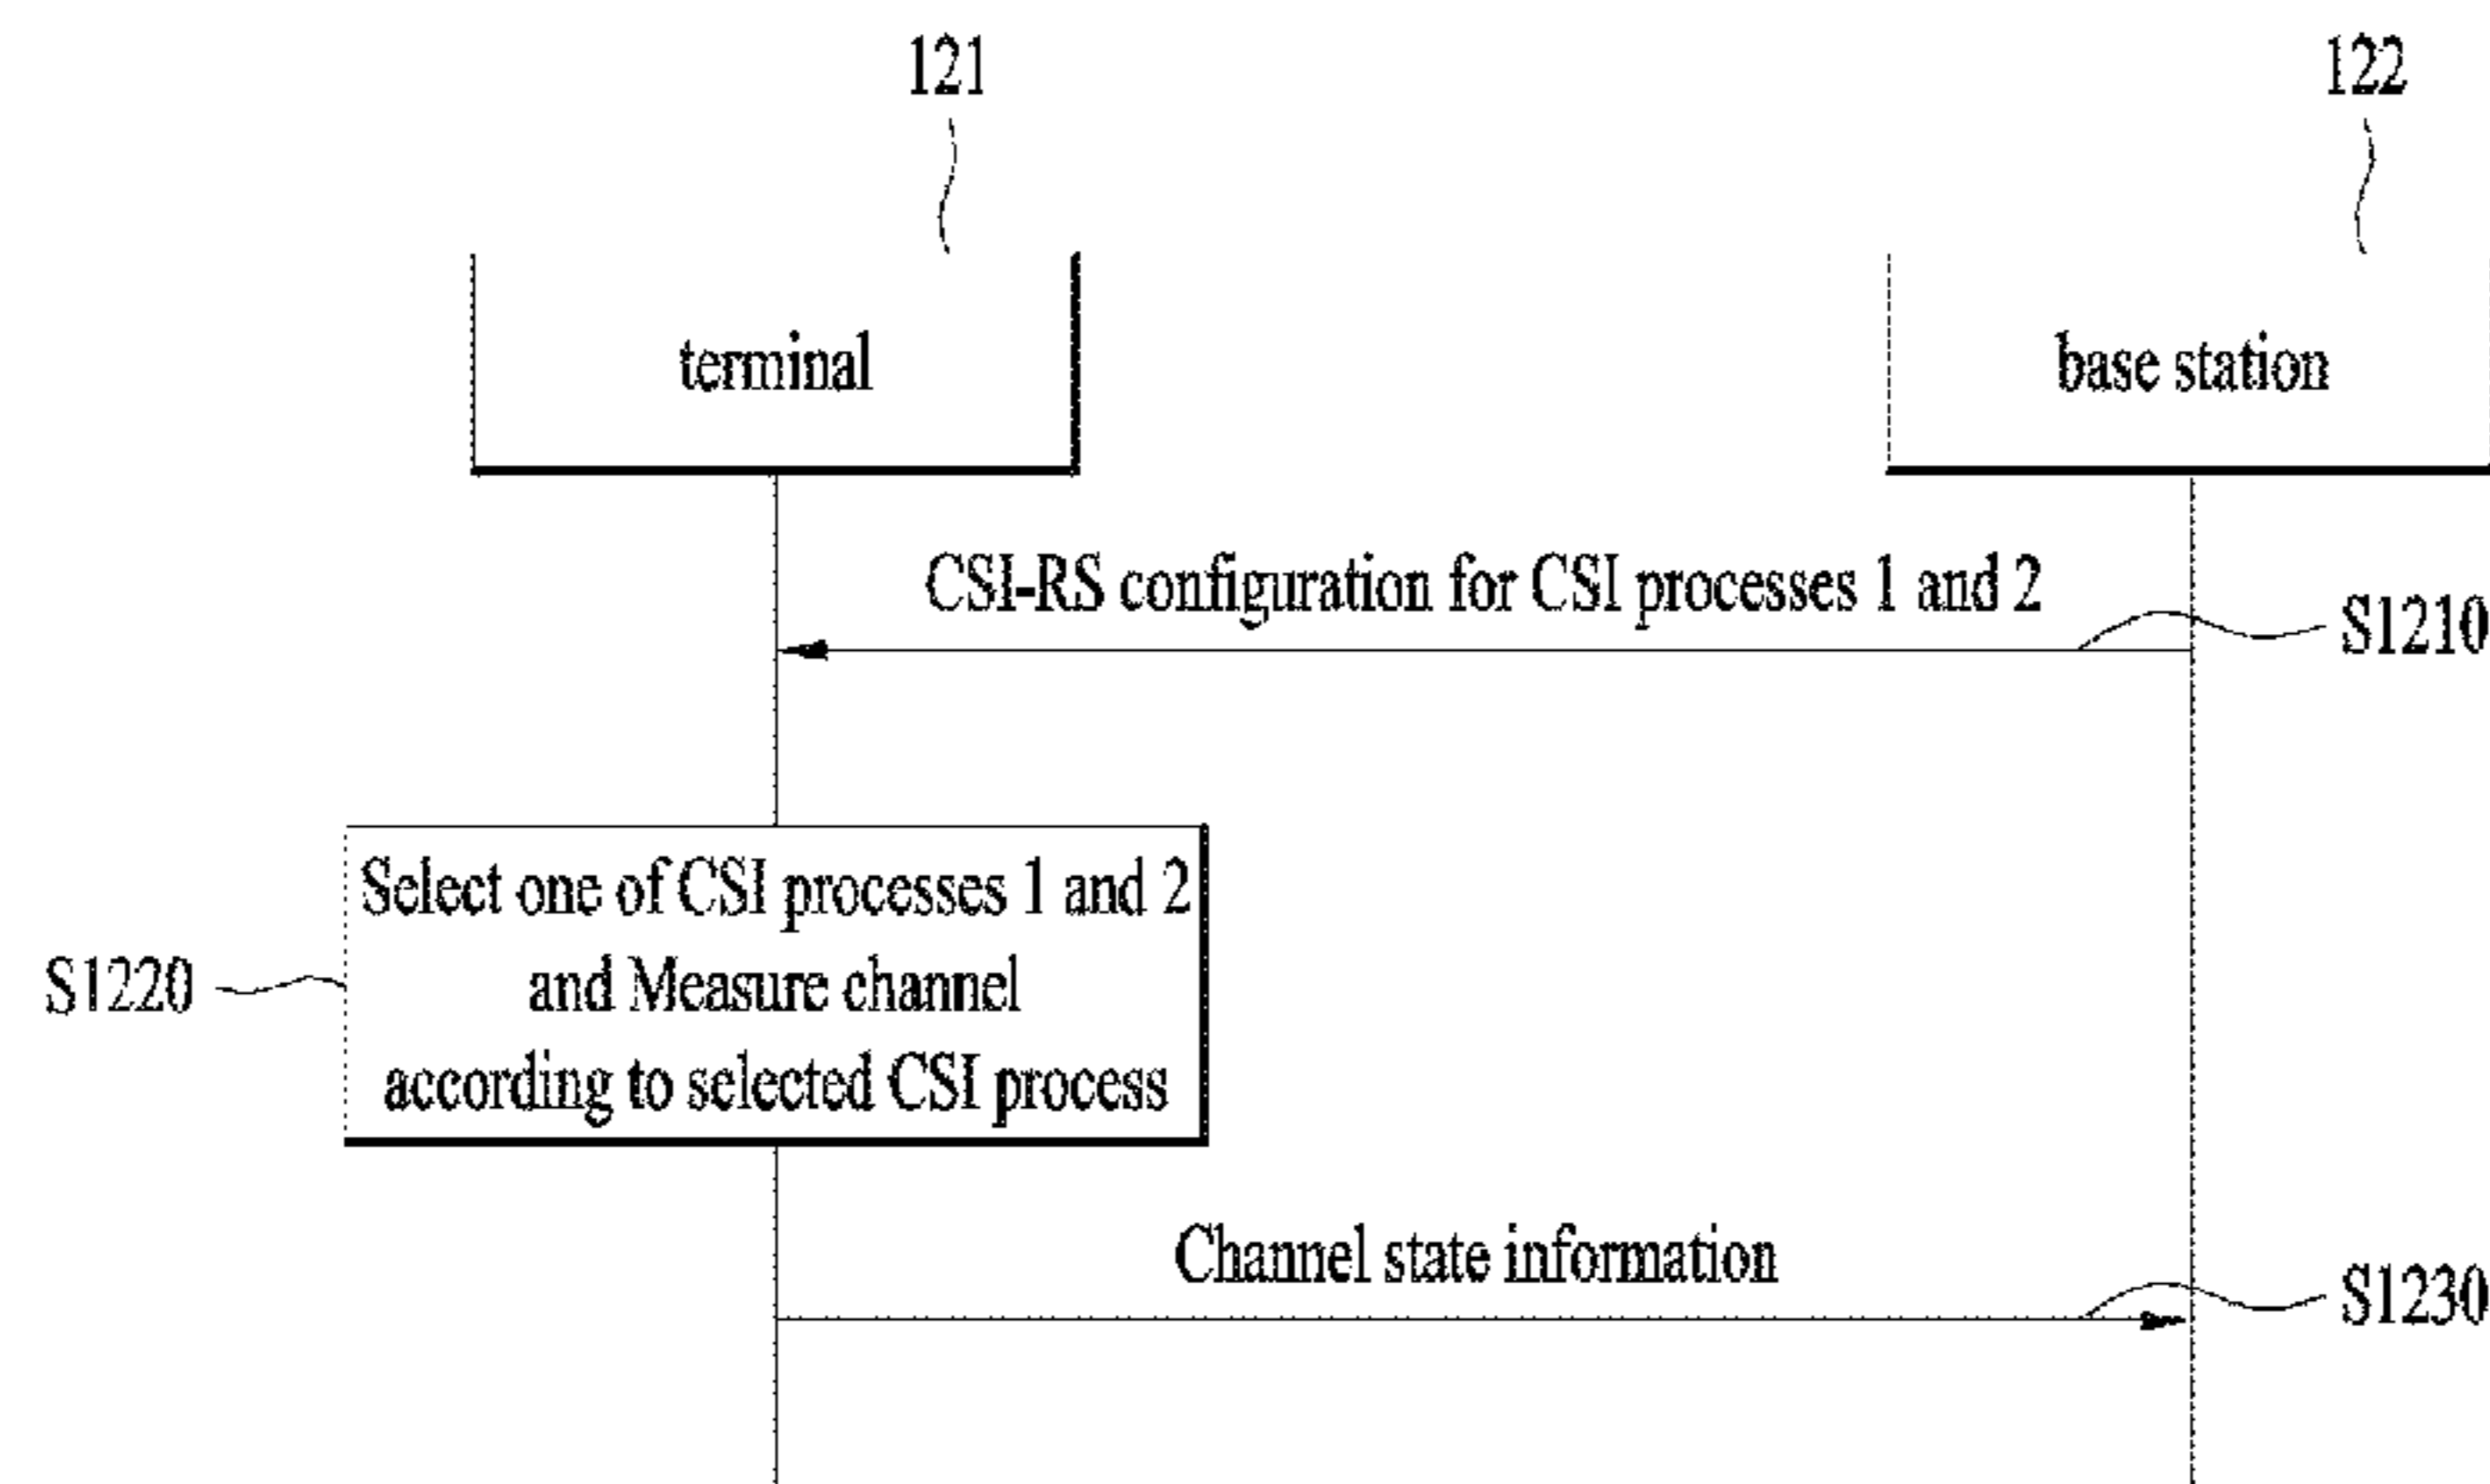 121
122
terminal
base station
CSI-RS configuration for CSI processes 1 and 2
S1210
Select one of CSI processes 1 and 2
and Measure channel
according to selected CSI process
S1220
Channel state information
S1230